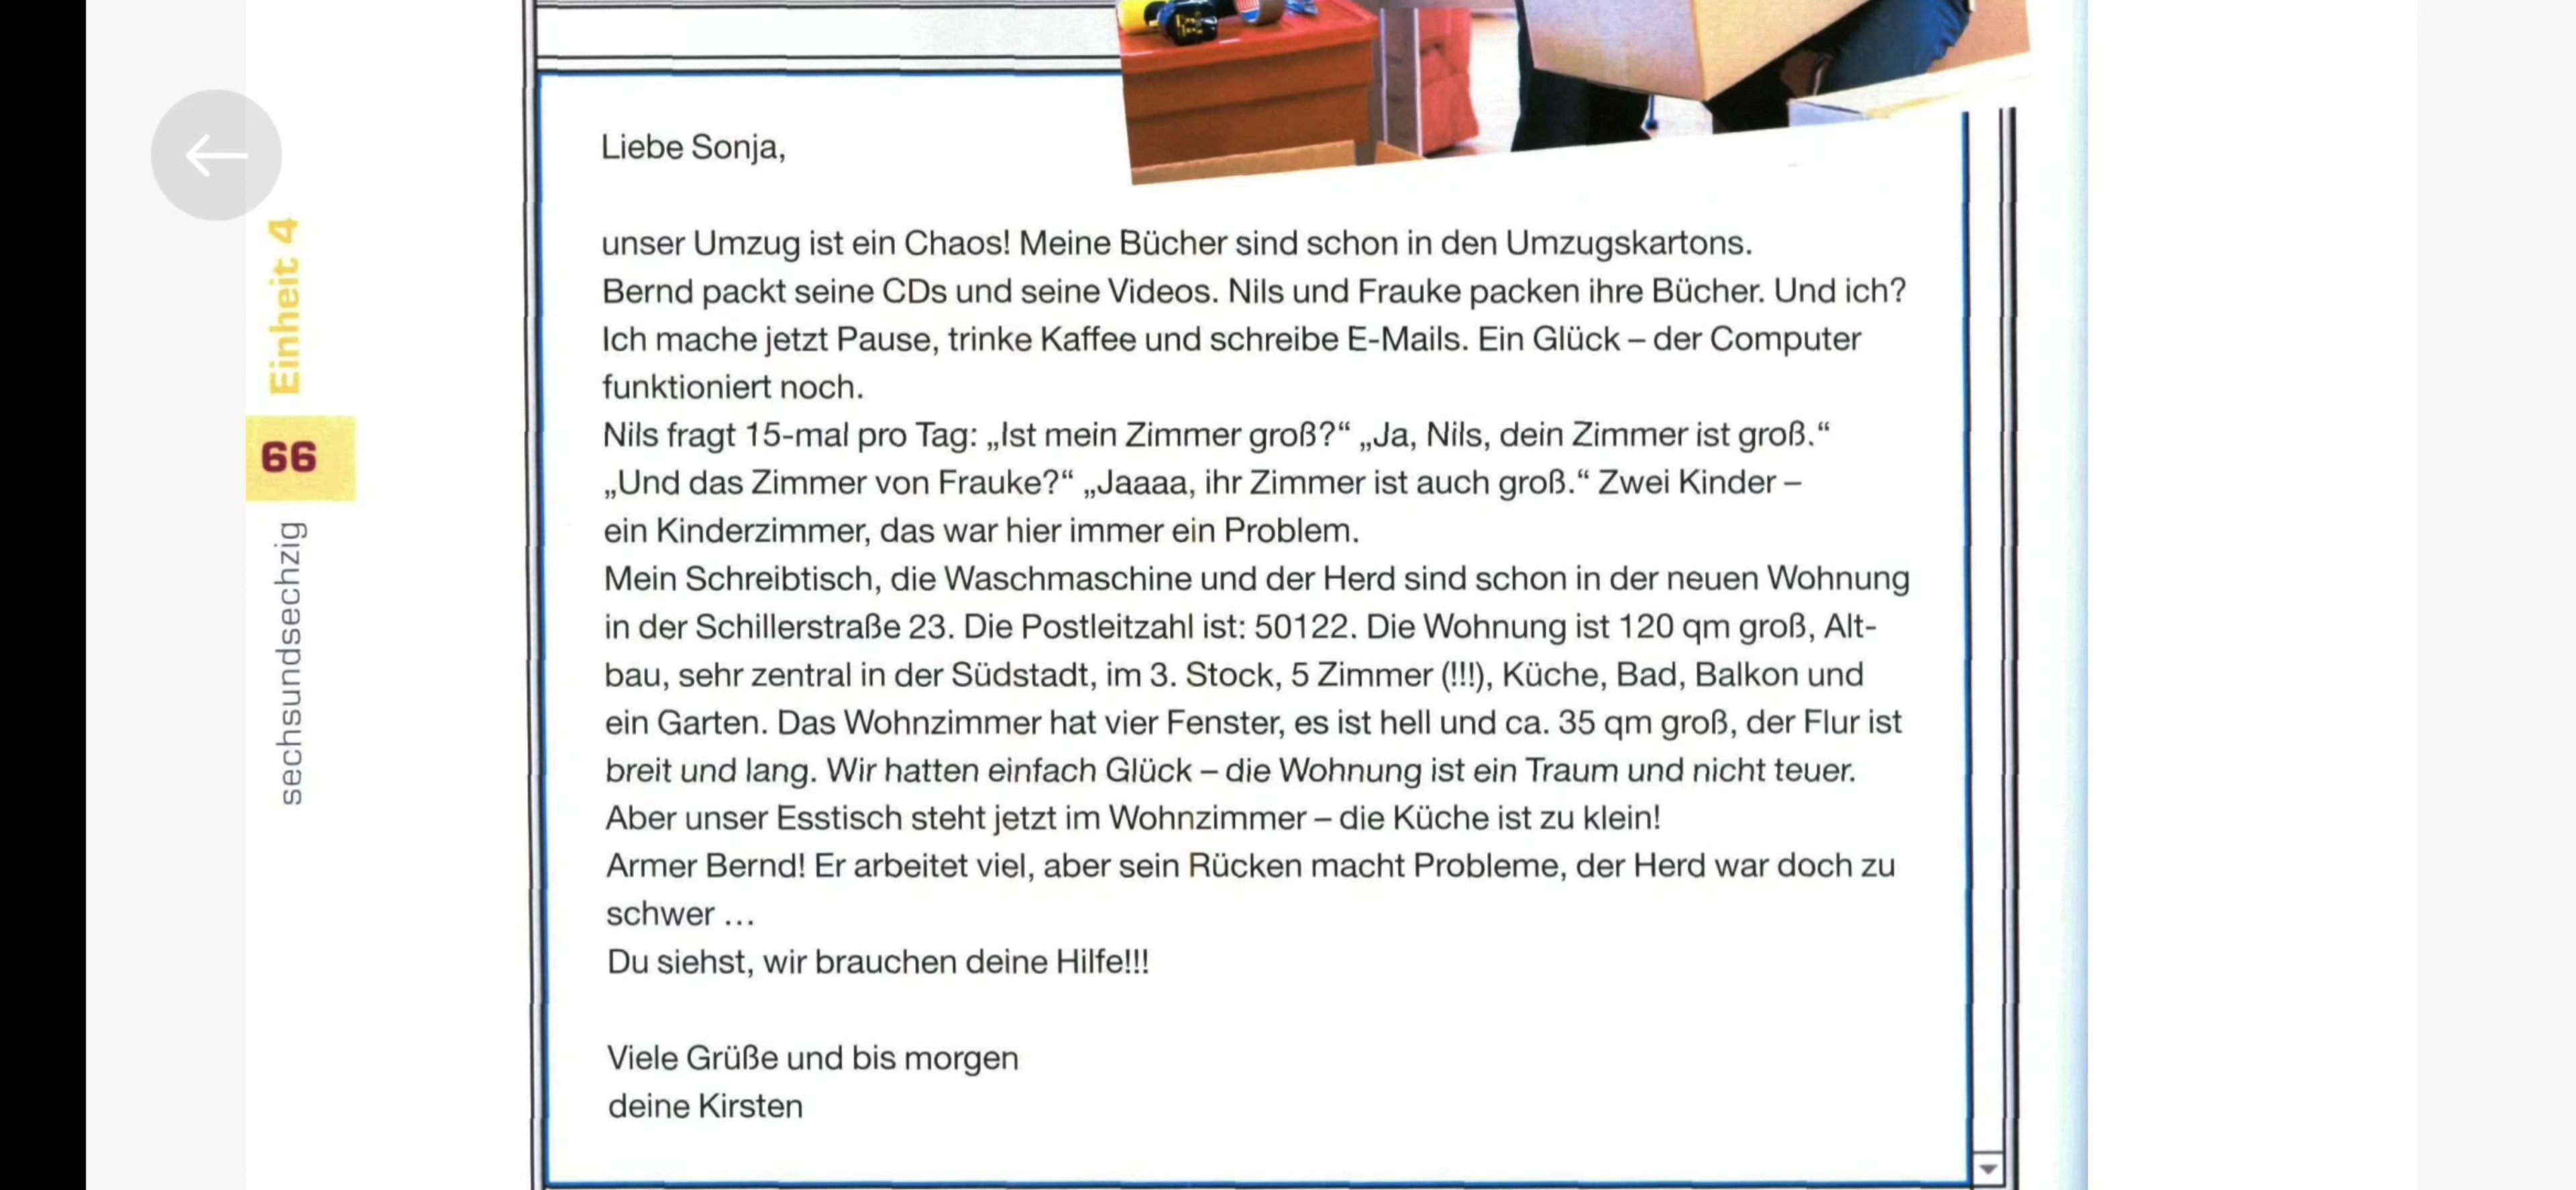 Liebe Sonja,
unser Umzug ist ein Chaos! Meine Bücher sind schon in den Umzugskartons.
Bernd packt seine CDs und seine Videos. Nils und Frauke packen ihre Bücher. Und ich?
Ich mache jetzt Pause, trinke Kaffee und schreibe E-Mails. Ein Glück – der Computer
funktioniert noch.
Nils fragt 15-mal pro Tag: „Ist mein Zimmer groß?“ „Ja, Nils, dein Zimmer ist groß.“
„Und das Zimmer von Frauke?“ „Jaaaa, ihr Zimmer ist auch groß.“ Zwei Kinder –
ein Kinderzimmer, das war hier immer ein Problem.
Mein Schreibtisch, die Waschmaschine und der Herd sind schon in der neuen Wohnung
in der Schillerstraße 23. Die Postleitzahl ist: 50122. Die Wohnung ist 120 qm groß, Alt-
bau, sehr zentral in der Südstadt, im 3. Stock, 5 Zimmer (!!!), Küche, Bad, Balkon und
ein Garten. Das Wohnzimmer hat vier Fenster, es ist hell und ca. 35 qm groß, der Flur ist
breit und lang. Wir hatten einfach Glück – die Wohnung ist ein Traum und nicht teuer.
Aber unser Esstisch steht jetzt im Wohnzimmer – die Küche ist zu klein!
Armer Bernd! Er arbeitet viel, aber sein Rücken macht Probleme, der Herd war doch zu
schwer …
Du siehst, wir brauchen deine Hilfe!!!
Viele Grüße und bis morgen
deine Kirsten
Einheit 4
66
sechsundsechzig